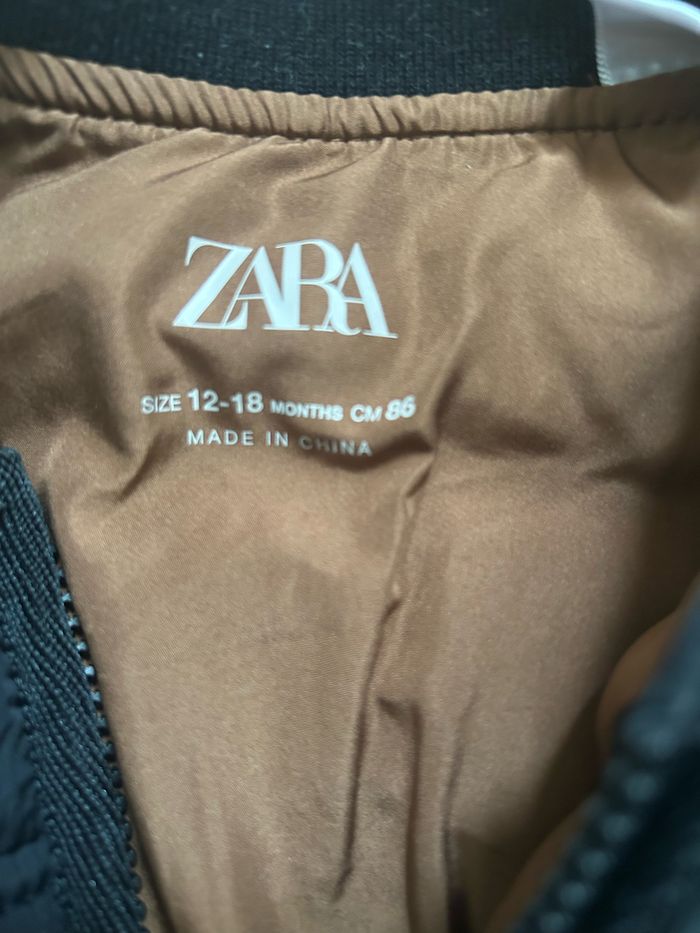 ZARA
SIZE 12-18 MONTHS CM 86
MADE IN CHINA